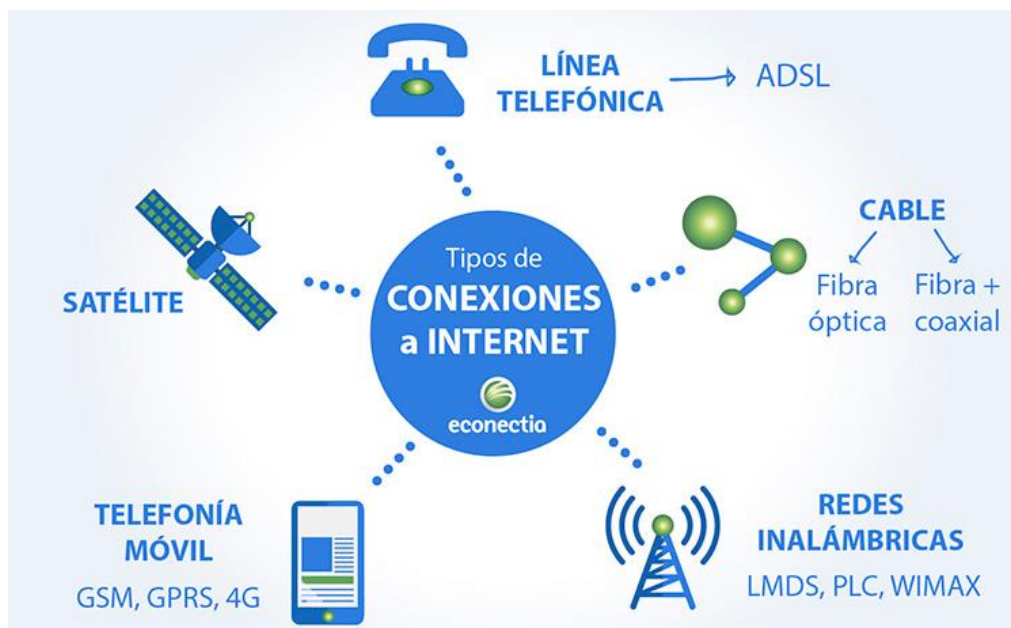 LÍNEA
TELEFÓNICA
ADSL
CABLE
Fibra
óptica
Fibra +
coaxial
SATÉLITE
Tipos de
CONEXIONES
a INTERNET
econectia
TELEFONÍA
MÓVIL
GSM, GPRS, 4G
REDES
INALÁMBRICAS
LMDS, PLC, WIMAX